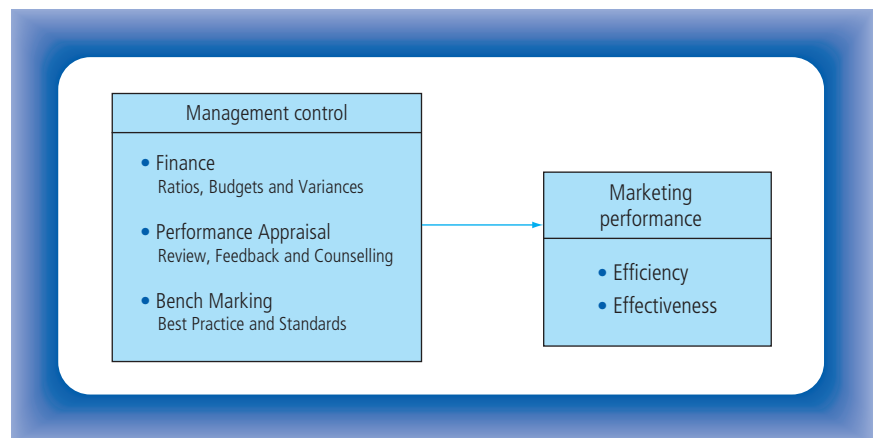 Management control
• Finance
Ratios, Budgets and Variances
• Performance Appraisal
Review, Feedback and Counselling
• Bench Marking
Best Practice and Standards
Marketing
performance
• Efficiency
• Effectiveness